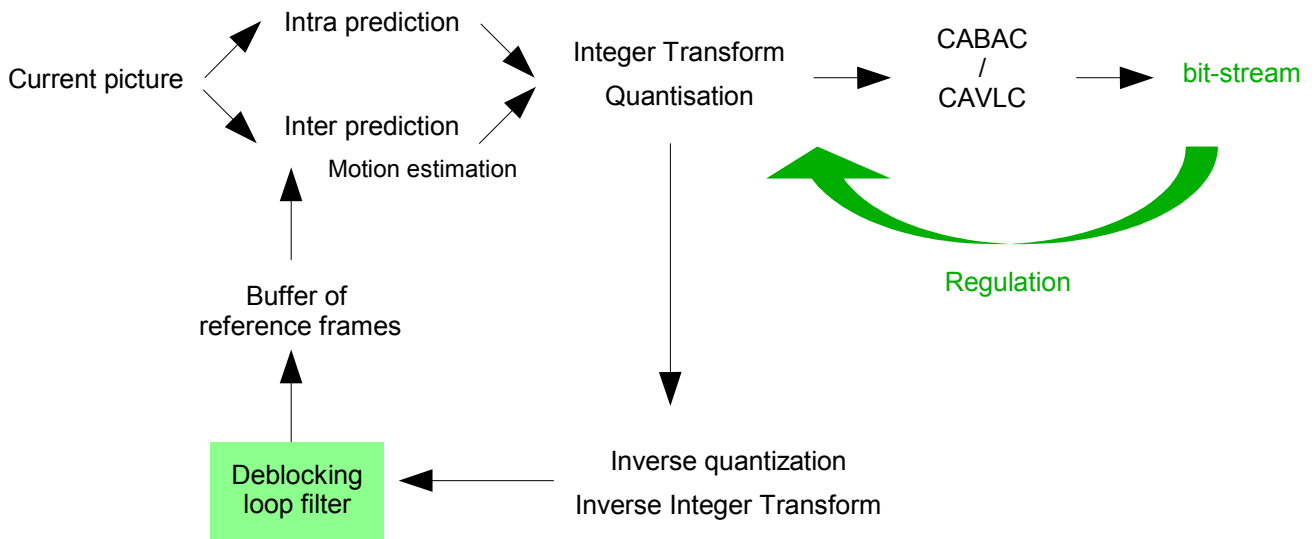 Intra prediction
Current picture
Inter prediction
Motion estimation
Integer Transform
Quantisation
CABAC
/
CAVLC
bit-stream
Regulation
Buffer of
reference frames
Deblocking
loop filter
Inverse quantization
Inverse Integer Transform